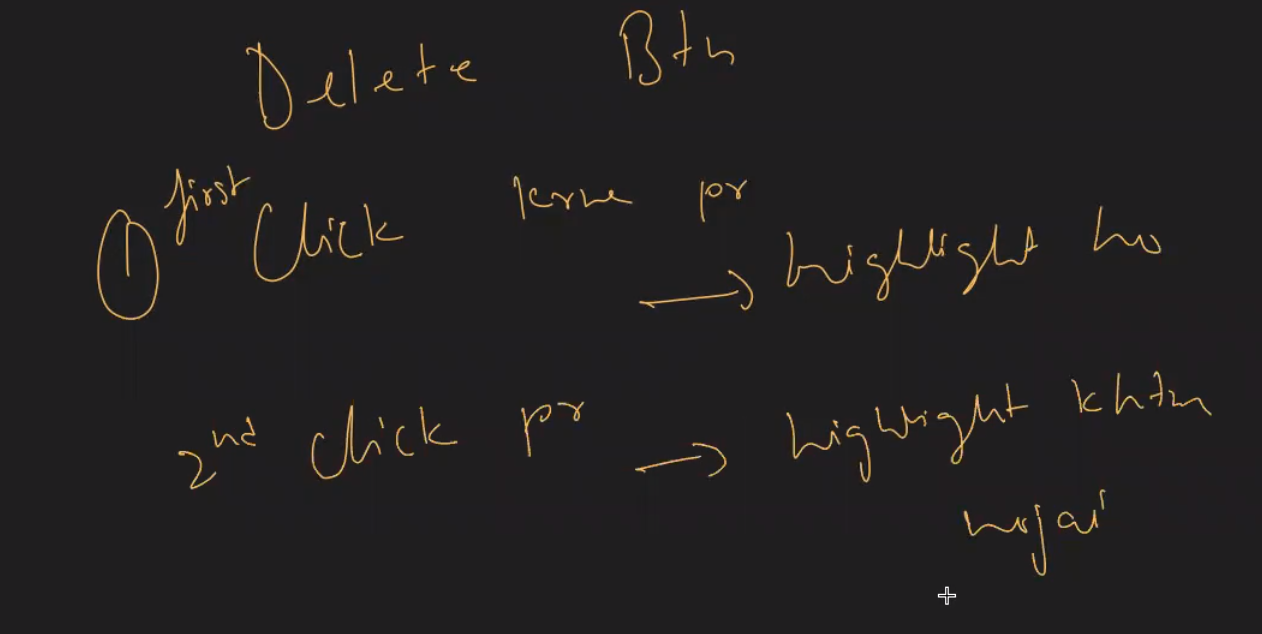 Delete Btn
① first Click krne pr → highlight ho
2nd click pr → highlight khtm
hojai